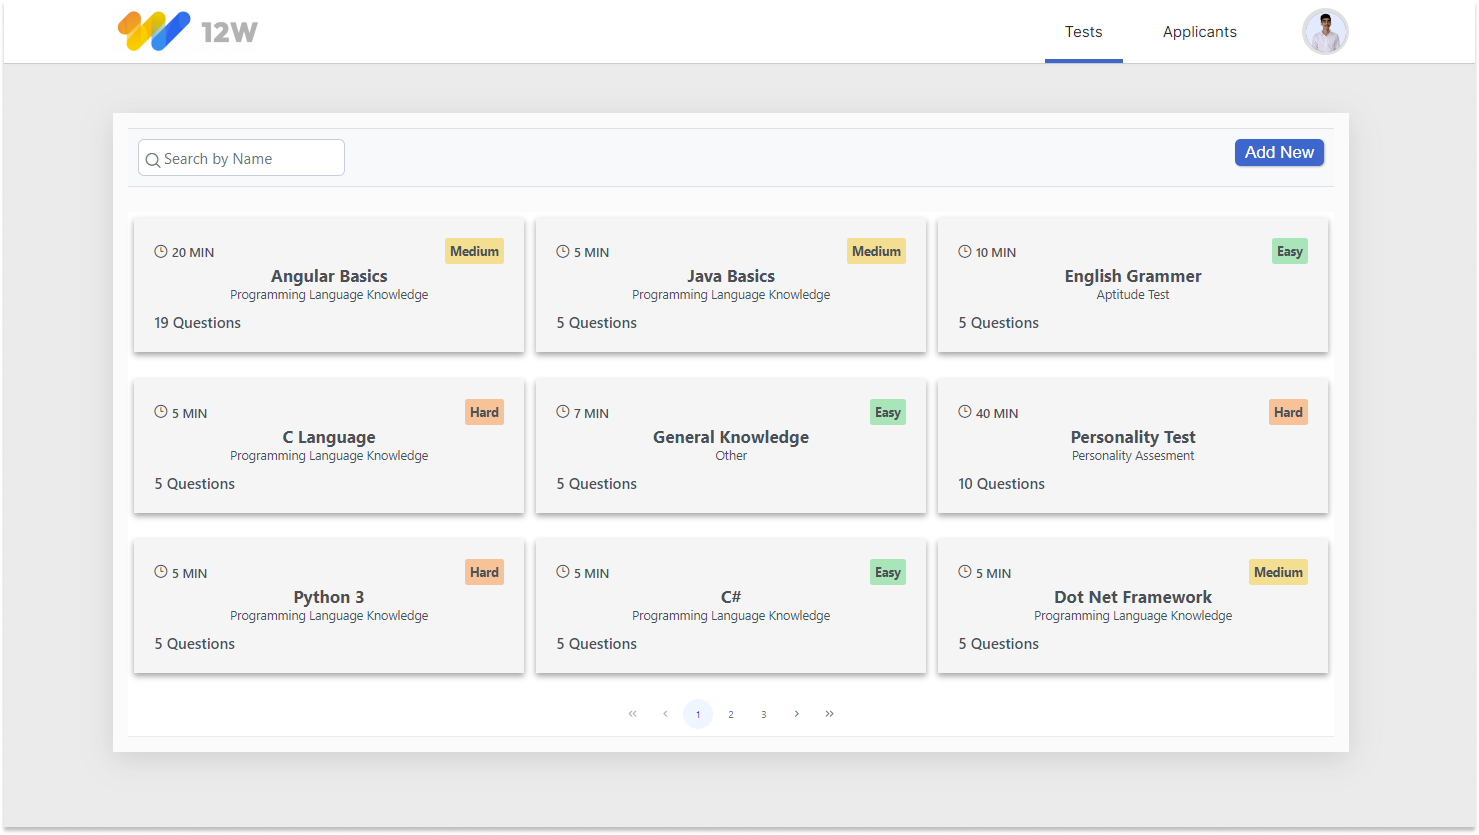 12W
Tests
Applicants
Search by Name
Add New
20 MIN
Medium
Angular Basics
Programming Language Knowledge
19 Questions
5 MIN
Medium
Java Basics
Programming Language Knowledge
5 Questions
10 MIN
Easy
English Grammer
Aptitude Test
5 Questions
5 MIN
Hard
C Language
Programming Language Knowledge
5 Questions
7 MIN
Easy
General Knowledge
Other
5 Questions
40 MIN
Hard
Personality Test
Personality Assesment
10 Questions
5 MIN
Hard
Python 3
Programming Language Knowledge
5 Questions
5 MIN
Easy
C#
Programming Language Knowledge
5 Questions
5 MIN
Medium
Dot Net Framework
Programming Language Knowledge
5 Questions
« ‹ 1 2 3 › »